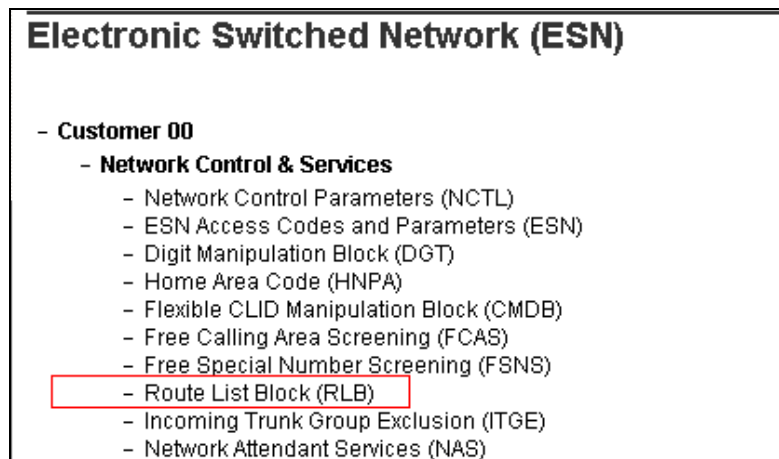 Electronic Switched Network (ESN)
– Customer 00
– Network Control & Services
– Network Control Parameters (NCTL)
– ESN Access Codes and Parameters (ESN)
– Digit Manipulation Block (DGT)
– Home Area Code (HNPA)
– Flexible CLID Manipulation Block (CMDB)
– Free Calling Area Screening (FCAS)
– Free Special Number Screening (FSNS)
– Route List Block (RLB)
– Incoming Trunk Group Exclusion (ITGE)
– Network Attendant Services (NAS)